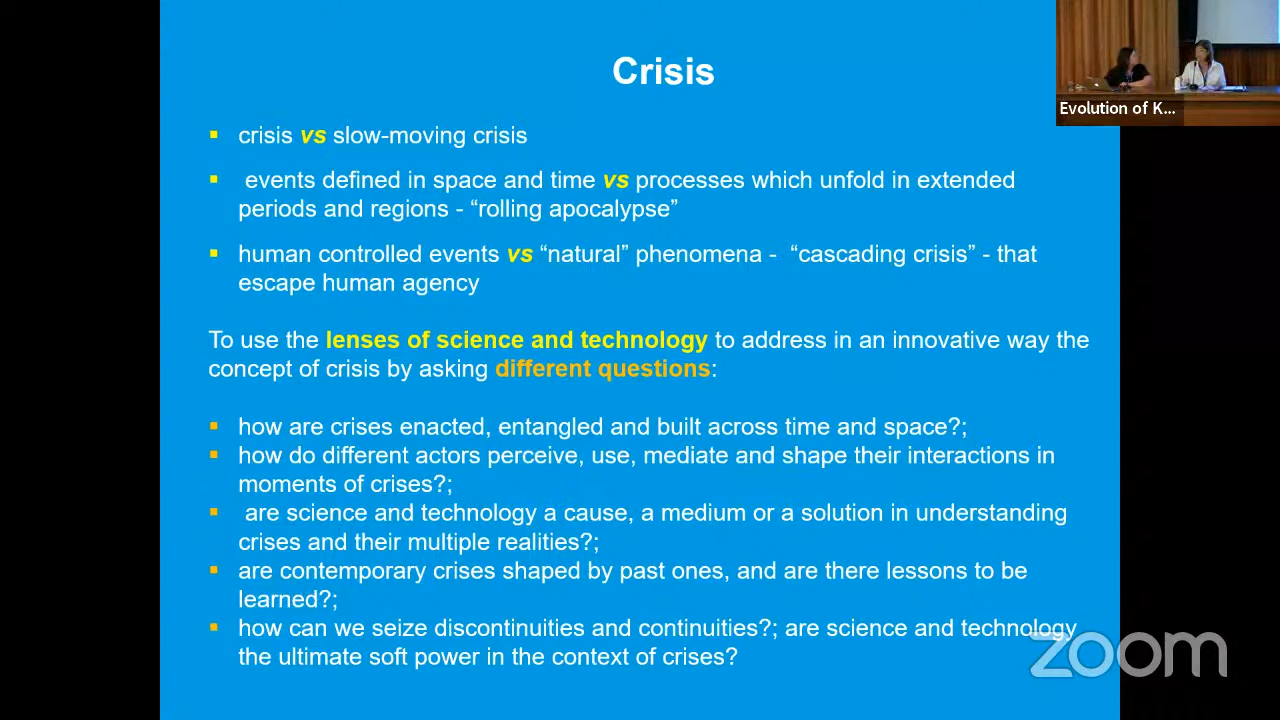 Crisis
crisis vs slow-moving crisis
events defined in space and time vs processes which unfold in extended
periods and regions - “rolling apocalypse”
human controlled events vs “natural” phenomena - “cascading crisis” - that
escape human agency
To use the lenses of science and technology to address in an innovative way the
concept of crisis by asking different questions:
how are crises enacted, entangled and built across time and space?;
how do different actors perceive, use, mediate and shape their interactions in
moments of crises?;
are science and technology a cause, a medium or a solution in understanding
crises and their multiple realities?;
are contemporary crises shaped by past ones, and are there lessons to be
learned?;
how can we seize discontinuities and continuities?; are science and technology
the ultimate soft power in the context of crises?
Evolution of K...
zoom